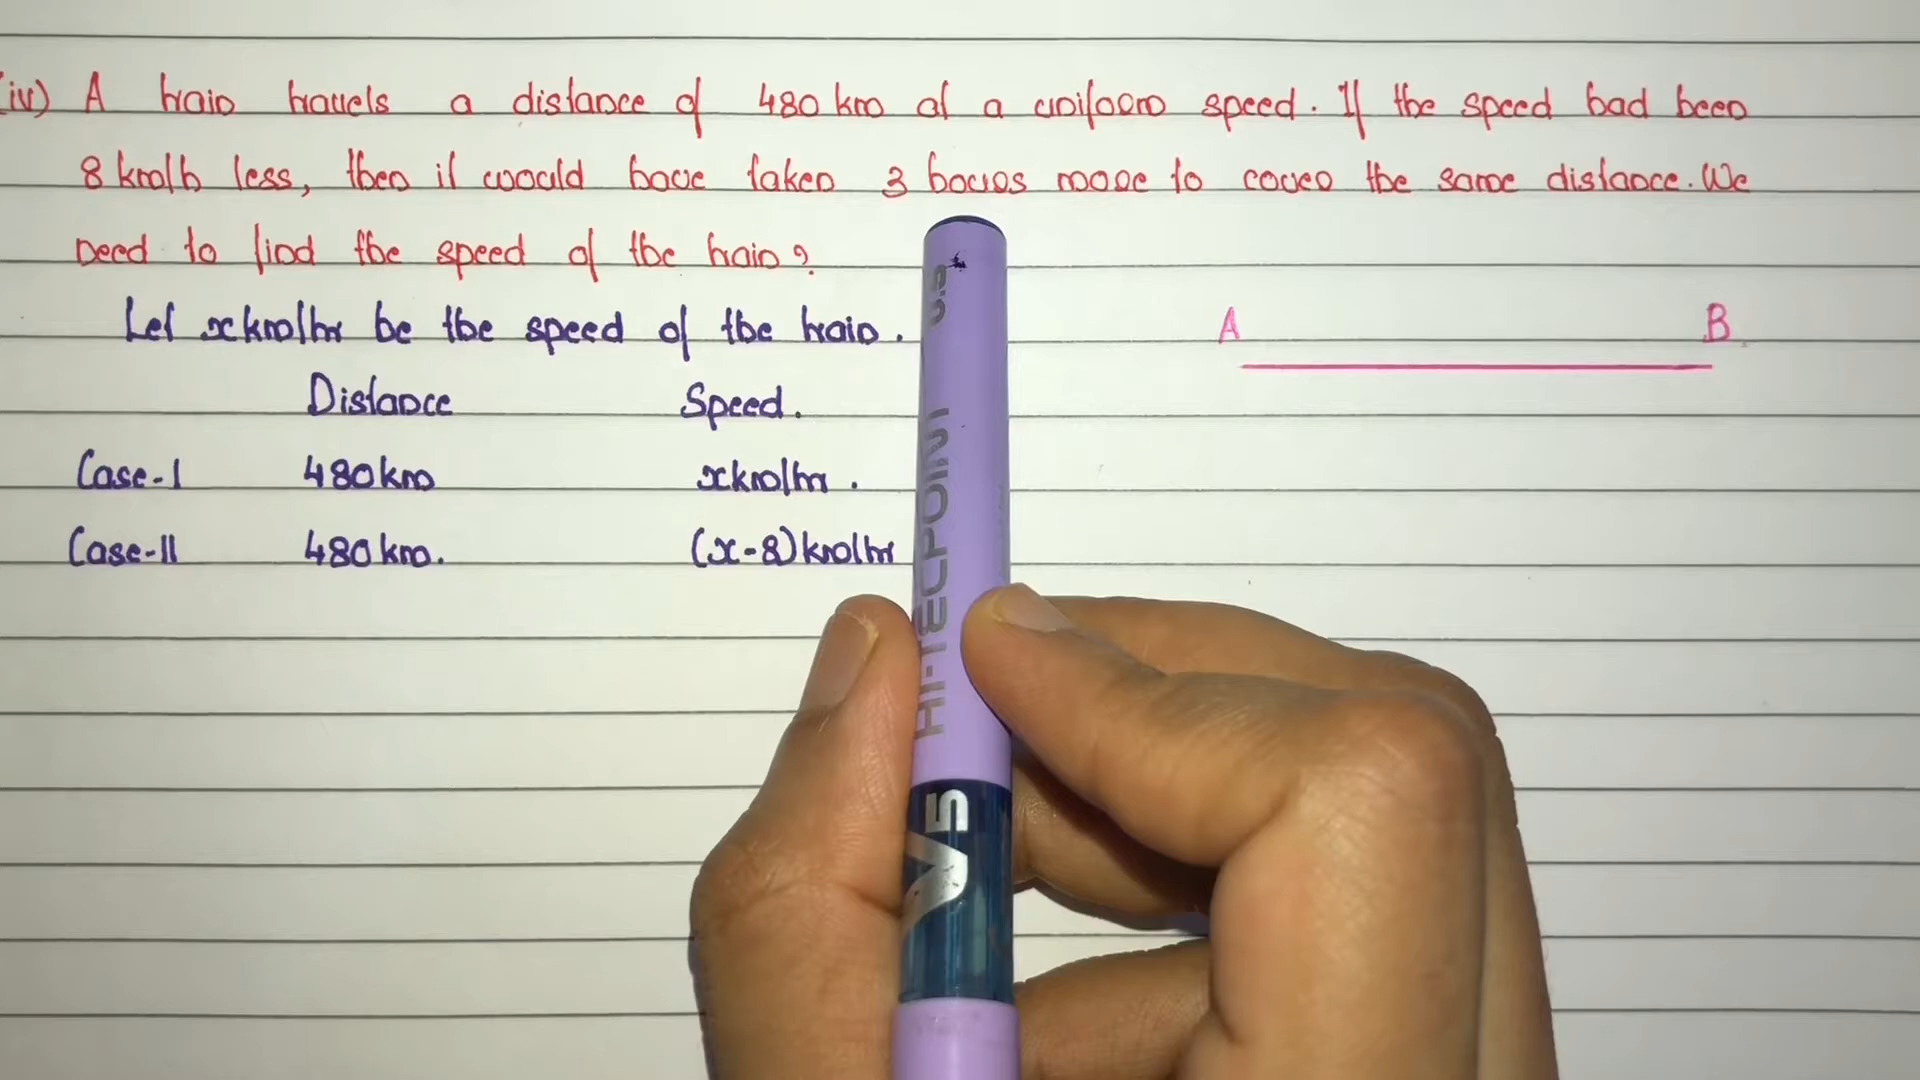 (iv) A train travels a distance of 480 km at a uniform speed. If the speed had been
8 km/h less, then it would have taken 3 hours more to cover the same distance. We
need to find the speed of the train?
Let x km/hr be the speed of the train.
A B
Distance Speed.
Case-I 480 km x km/hr.
Case-II 480 km. (x-8) km/hr
HI-TECPOINT 0.5
V5